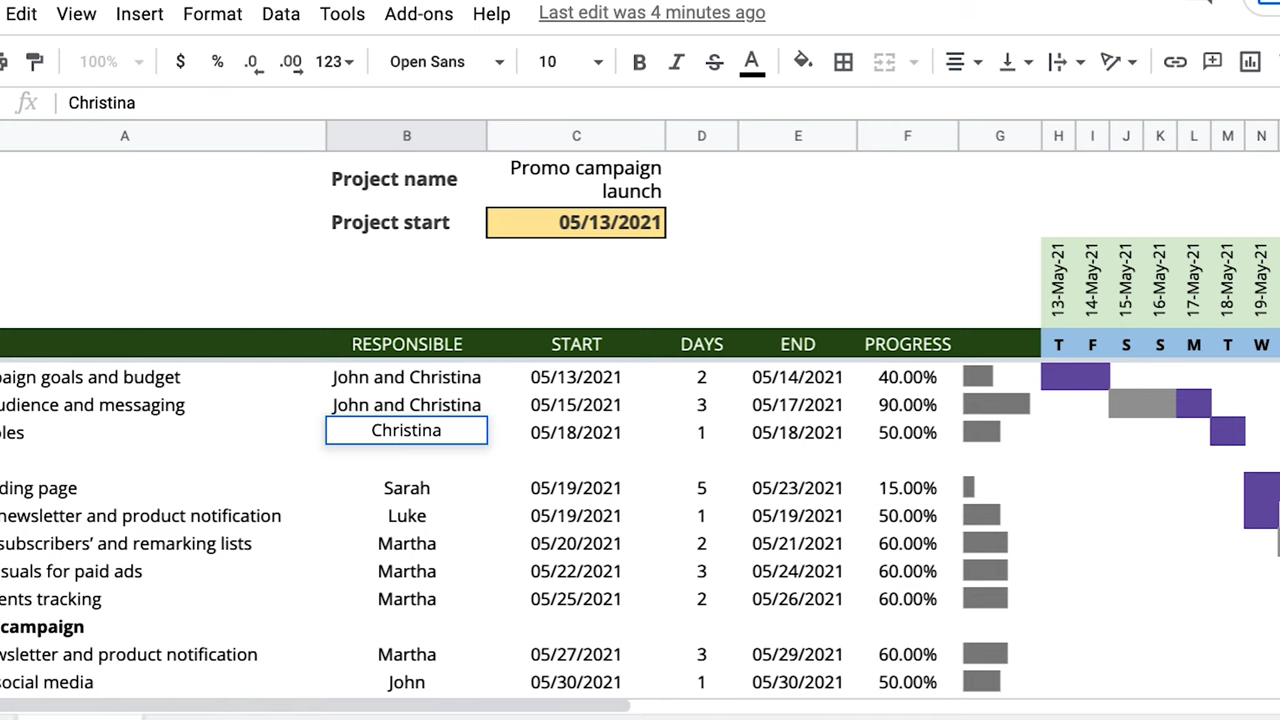 Edit View Insert Format Data Tools Add-ons Help Last edit was 4 minutes ago
100% $ % .0 .00 123 Open Sans 10 B I S A
fx Christina
A B C D E F G H I J K L M N
Project name Promo campaign
launch
Project start 05/13/2021
13-May-21 14-May-21 15-May-21 16-May-21 17-May-21 18-May-21 19-May-21
RESPONSIBLE START DAYS END PROGRESS T F S S M T W
aign goals and budget John and Christina 05/13/2021 2 05/14/2021 40.00%
udience and messaging John and Christina 05/15/2021 3 05/17/2021 90.00%
oles Christina 05/18/2021 1 05/18/2021 50.00%
ding page Sarah 05/19/2021 5 05/23/2021 15.00%
newsletter and product notification Luke 05/19/2021 1 05/19/2021 50.00%
subscribers’ and remarking lists Martha 05/20/2021 2 05/21/2021 60.00%
suals for paid ads Martha 05/22/2021 3 05/24/2021 60.00%
ents tracking Martha 05/25/2021 2 05/26/2021 60.00%
campaign
wsletter and product notification Martha 05/27/2021 3 05/29/2021 60.00%
social media John 05/30/2021 1 05/30/2021 50.00%